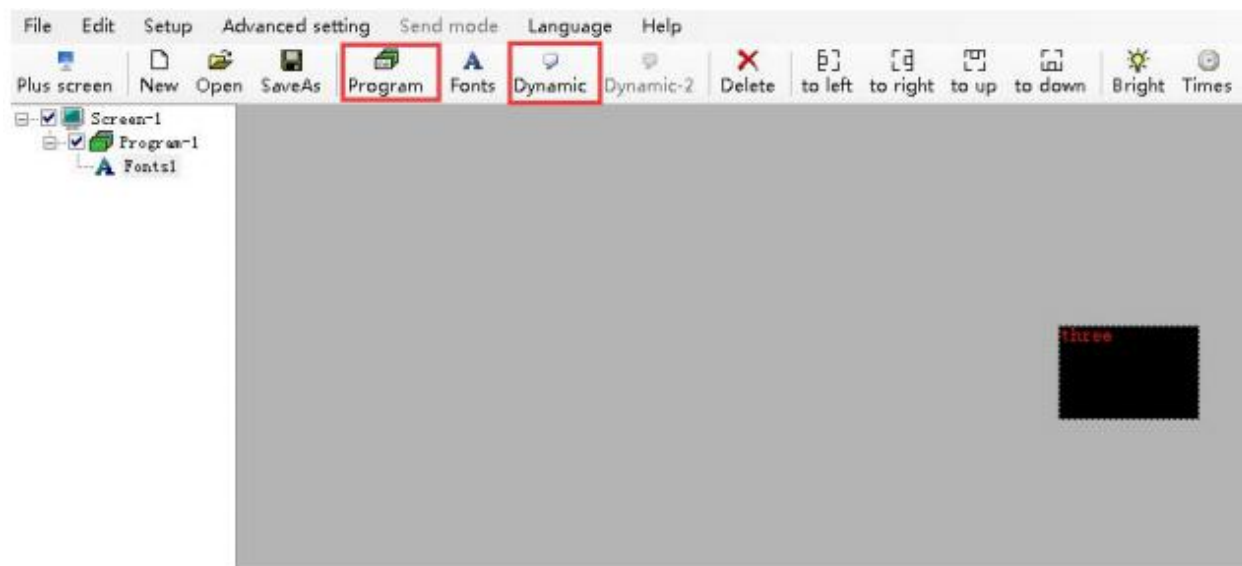 File Edit Setup Advanced setting Send mode Language Help
Plus screen New Open SaveAs Program Fonts Dynamic Dynamic-2 Delete to left to right to up to down Bright Times
Screen-1
Program-1
Fonts1
three